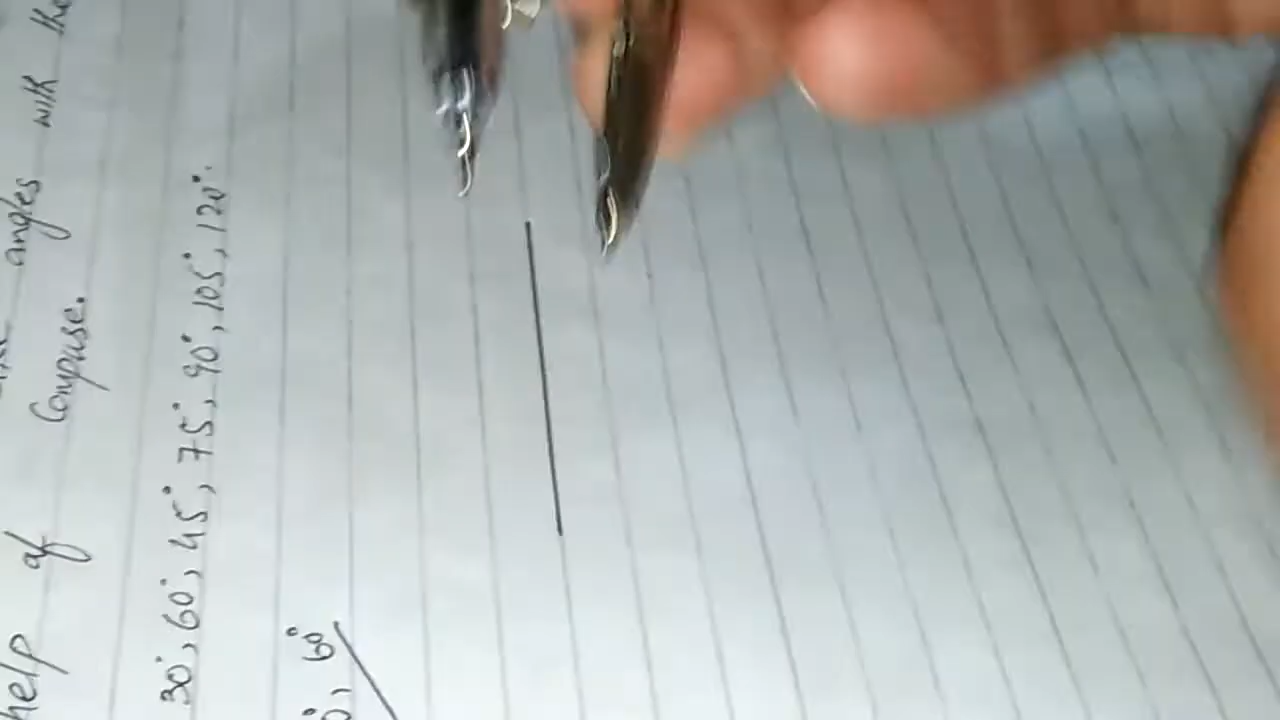 angles with the
help of Compuse.
30°, 60°, 45°, 75°, 90°, 105°, 120°.
60°